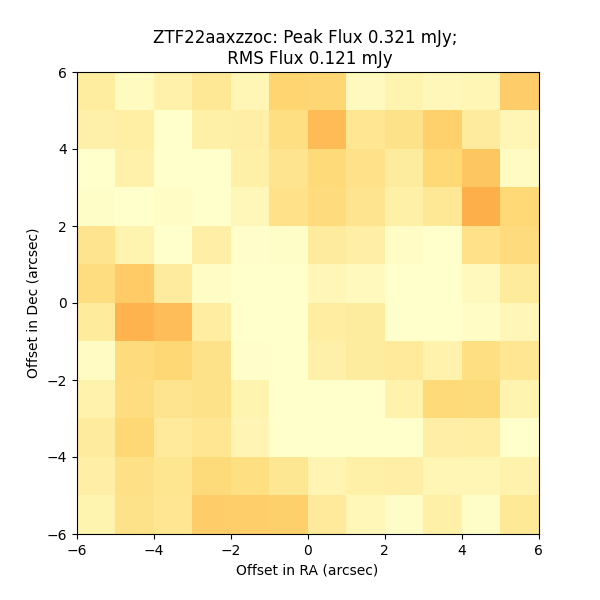 ZTF22aaxzzoc: Peak Flux 0.321 mJy;
RMS Flux 0.121 mJy
6
4
2
0
−2
−4
−6
Offset in Dec (arcsec)
−6 −4 −2 0 2 4 6
Offset in RA (arcsec)